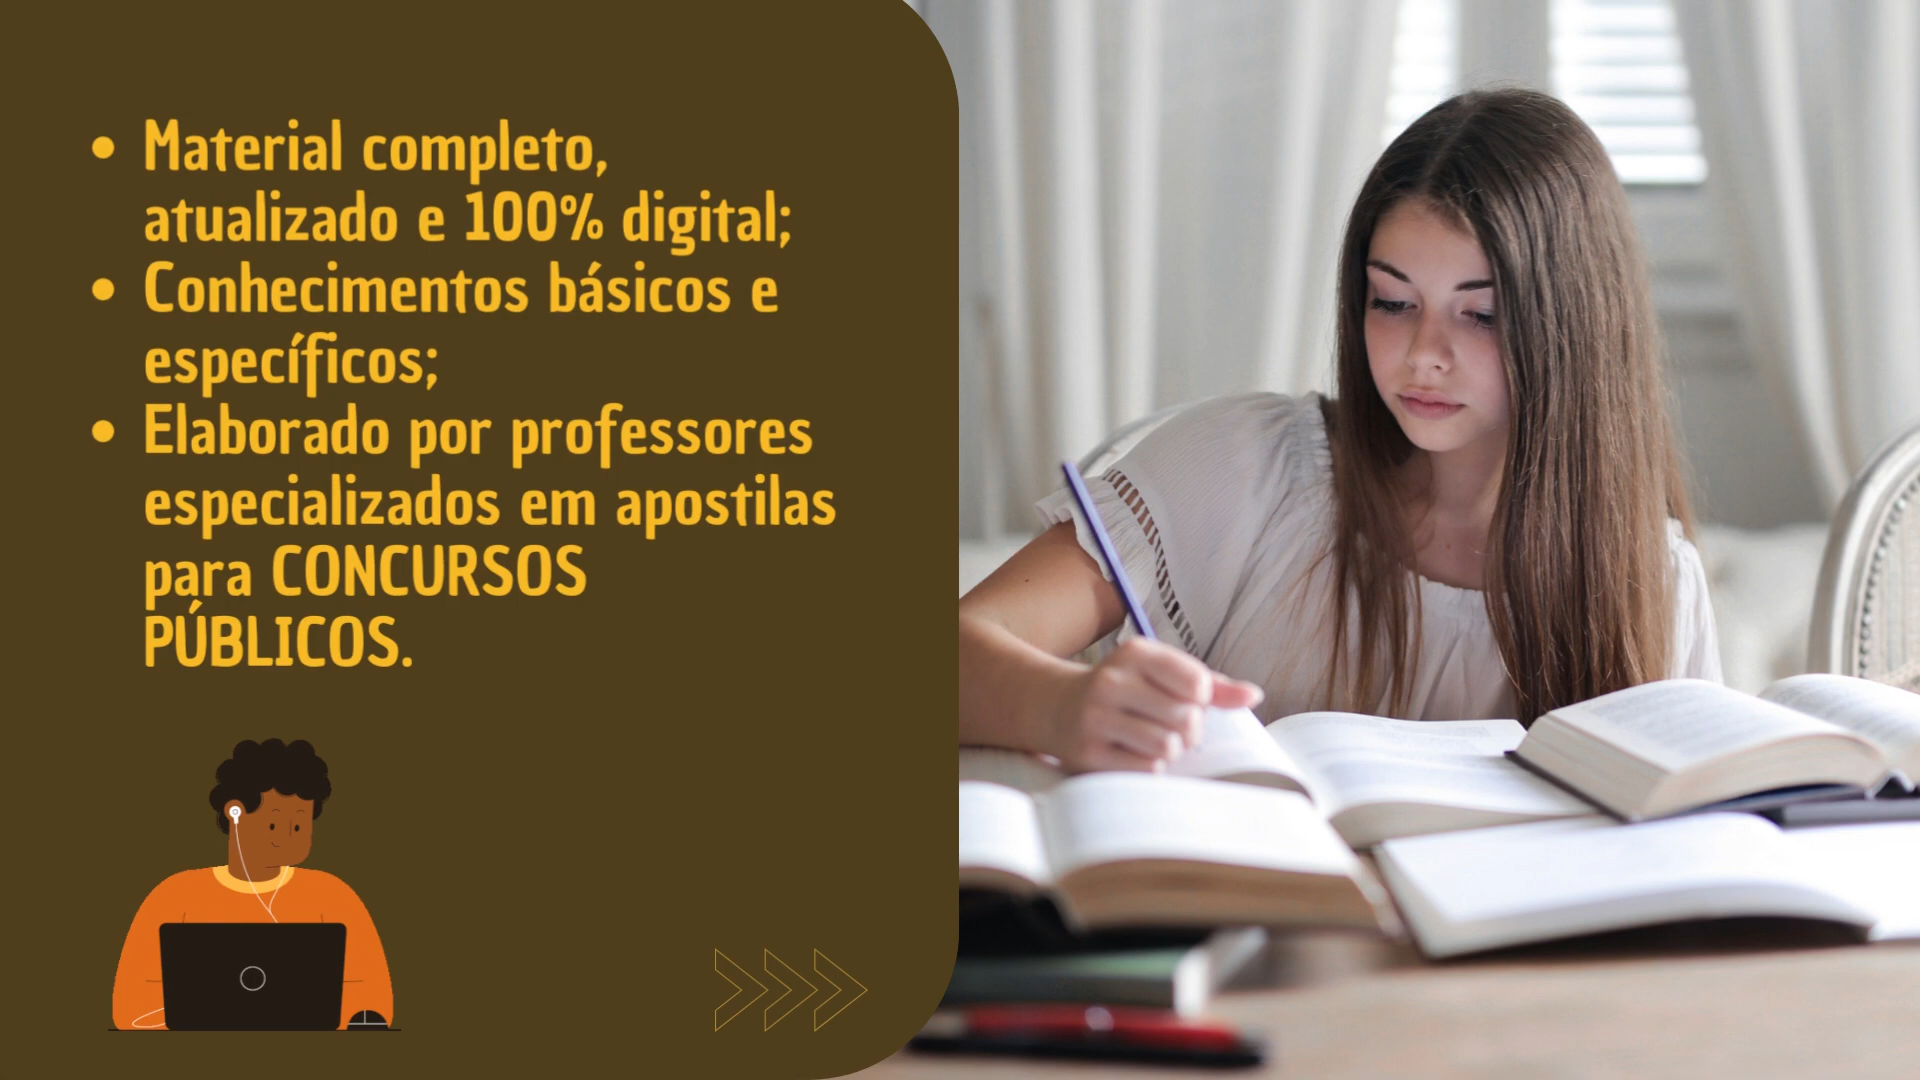 • Material completo,
atualizado e 100% digital;
• Conhecimentos básicos e
específicos;
• Elaborado por professores
especializados em apostilas
para CONCURSOS
PÚBLICOS.